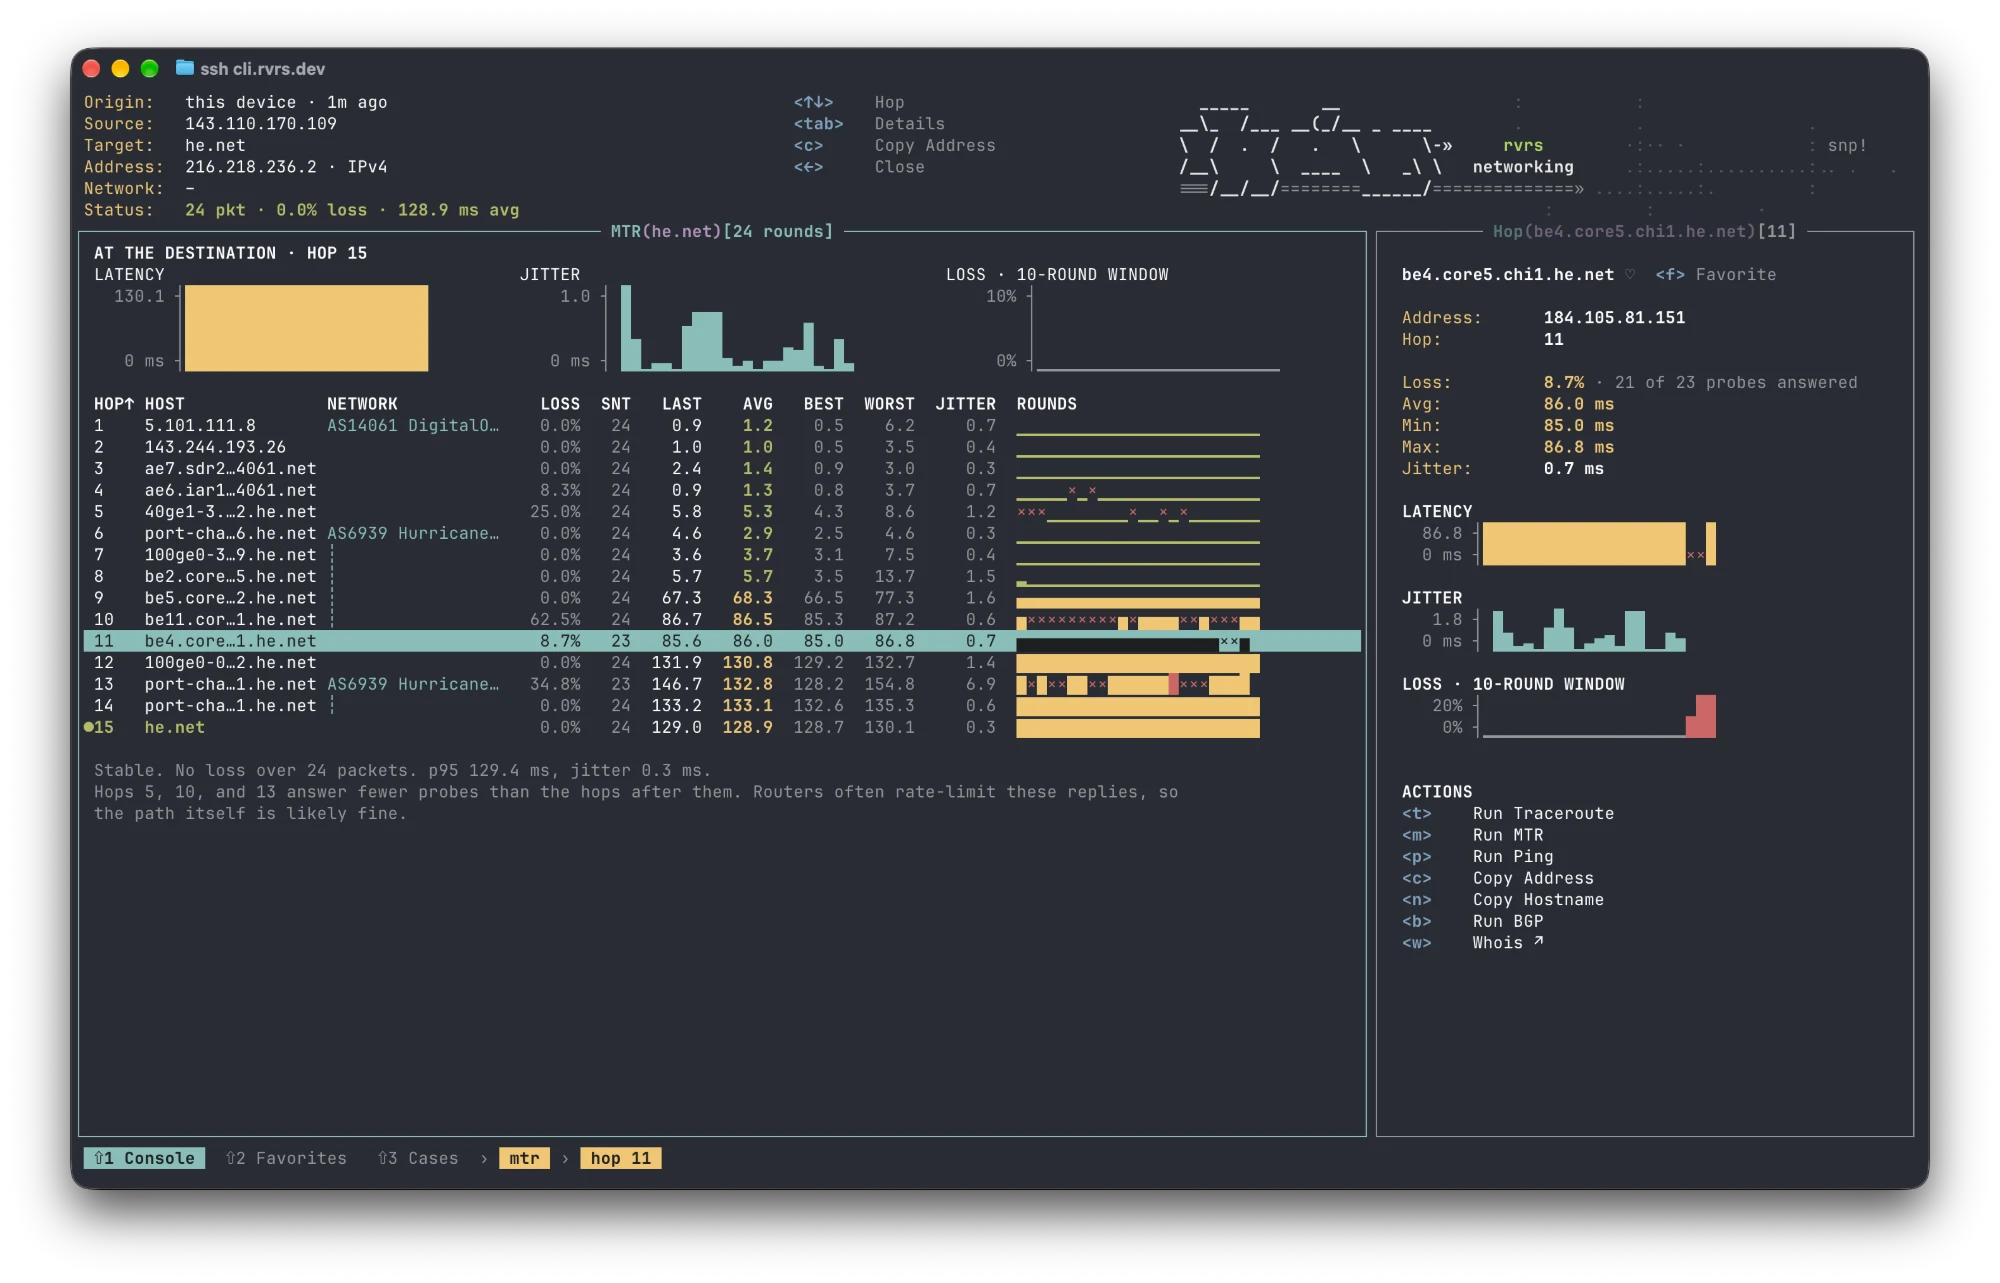 ssh cli.rvrs.dev
Origin: this device · 1m ago
Source: 143.110.170.109
Target: he.net
Address: 216.218.236.2 · IPv4
Network: –
Status: 24 pkt · 0.0% loss · 128.9 ms avg
<↑↓> Hop
<tab> Details
<c> Copy Address
<←> Close
rvrs
networking
snp!
MTR(he.net)[24 rounds]
AT THE DESTINATION · HOP 15
LATENCY JITTER LOSS · 10-ROUND WINDOW
130.1 1.0 10%
0 ms 0 ms 0%
HOP↑ HOST NETWORK LOSS SNT LAST AVG BEST WORST JITTER ROUNDS
1 5.101.111.8 AS14061 DigitalO… 0.0% 24 0.9 1.2 0.5 6.2 0.7
2 143.244.193.26 0.0% 24 1.0 1.0 0.5 3.5 0.4
3 ae7.sdr2…4061.net 0.0% 24 2.4 1.4 0.9 3.0 0.3
4 ae6.iar1…4061.net 8.3% 24 0.9 1.3 0.8 3.7 0.7
5 40ge1-3.…2.he.net 25.0% 24 5.8 5.3 4.3 8.6 1.2
6 port-cha…6.he.net AS6939 Hurricane… 0.0% 24 4.6 2.9 2.5 4.6 0.3
7 100ge0-3…9.he.net 0.0% 24 3.6 3.7 3.1 7.5 0.4
8 be2.core…5.he.net 0.0% 24 5.7 5.7 3.5 13.7 1.5
9 be5.core…2.he.net 0.0% 24 67.3 68.3 66.5 77.3 1.6
10 be11.cor…1.he.net 62.5% 24 86.7 86.5 85.3 87.2 0.6
11 be4.core…1.he.net 8.7% 23 85.6 86.0 85.0 86.8 0.7
12 100ge0-0…2.he.net 0.0% 24 131.9 130.8 129.2 132.7 1.4
13 port-cha…1.he.net AS6939 Hurricane… 34.8% 23 146.7 132.8 128.2 154.8 6.9
14 port-cha…1.he.net 0.0% 24 133.2 133.1 132.6 135.3 0.6
15 he.net 0.0% 24 129.0 128.9 128.7 130.1 0.3
Stable. No loss over 24 packets. p95 129.4 ms, jitter 0.3 ms.
Hops 5, 10, and 13 answer fewer probes than the hops after them. Routers often rate-limit these replies, so
the path itself is likely fine.
Hop(be4.core5.chi1.he.net)[11]
be4.core5.chi1.he.net ♡ <f> Favorite
Address: 184.105.81.151
Hop: 11
Loss: 8.7% · 21 of 23 probes answered
Avg: 86.0 ms
Min: 85.0 ms
Max: 86.8 ms
Jitter: 0.7 ms
LATENCY
86.8
0 ms
JITTER
1.8
0 ms
LOSS · 10-ROUND WINDOW
20%
0%
ACTIONS
<t> Run Traceroute
<m> Run MTR
<p> Run Ping
<c> Copy Address
<n> Copy Hostname
<b> Run BGP
<w> Whois ↗
⇧1 Console ⇧2 Favorites ⇧3 Cases › mtr › hop 11